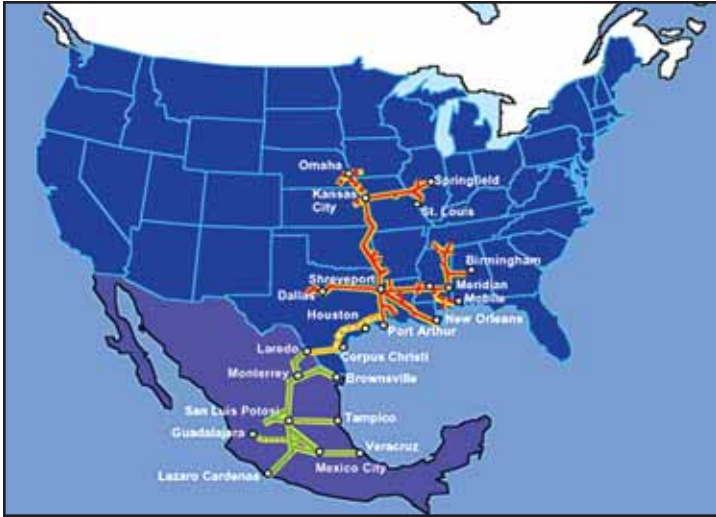 Omaha
Springfield
Kansas
City
St. Louis
Birmingham
Shreveport
Meridian
Dallas
Mobile
Houston
New Orleans
Port Arthur
Laredo
Corpus Christi
Monterrey
Brownsville
San Luis Potosi
Tampico
Guadalajara
Veracruz
Mexico City
Lazaro Cardenas